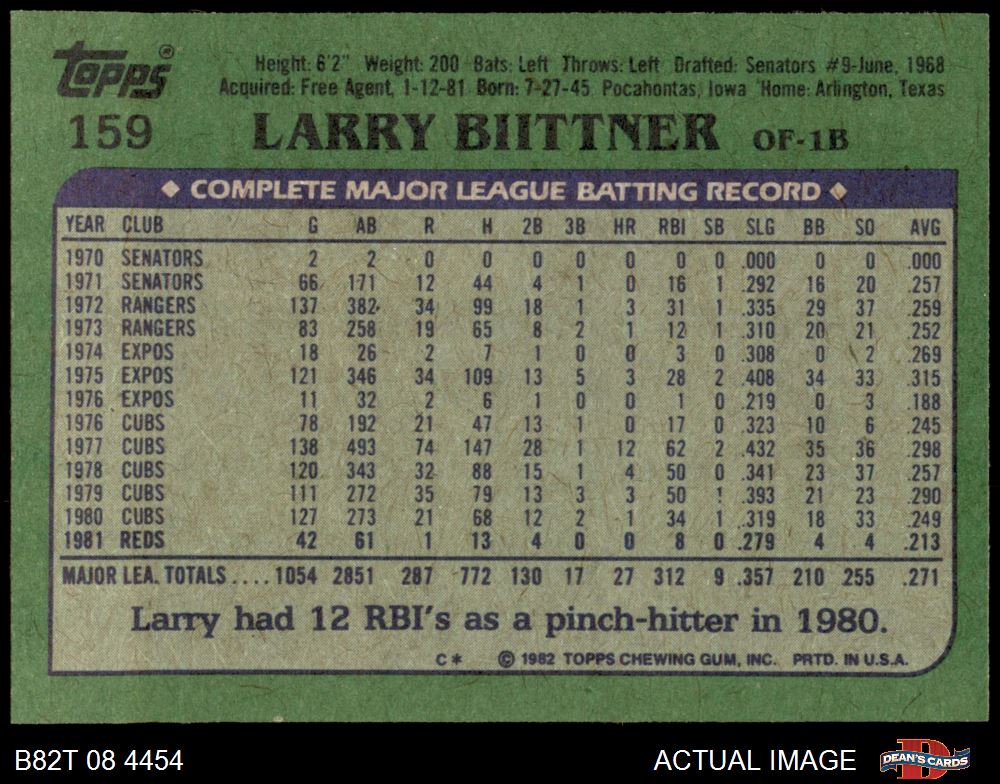 Topps®
Height: 6'2" Weight: 200 Bats: Left Throws: Left Drafted: Senators #9-June, 1968
Acquired: Free Agent, 1-12-81 Born: 7-27-45 Pocahontas, Iowa Home: Arlington, Texas
159 LARRY BIITTNER OF-1B
◆ COMPLETE MAJOR LEAGUE BATTING RECORD ◆
YEAR CLUB G AB R H 2B 3B HR RBI SB SLG BB SO AVG
1970 SENATORS 2 2 0 0 0 0 0 0 0 .000 0 0 .000
1971 SENATORS 66 171 12 44 4 1 0 16 1 .292 16 20 .257
1972 RANGERS 137 382 34 99 18 1 3 31 1 .335 29 37 .259
1973 RANGERS 83 258 19 65 8 2 1 12 1 .310 20 21 .252
1974 EXPOS 18 26 2 7 1 0 0 3 0 .308 0 2 .269
1975 EXPOS 121 346 34 109 13 5 3 28 2 .408 34 33 .315
1976 EXPOS 11 32 2 6 1 0 0 1 0 .219 0 3 .188
1976 CUBS 78 192 21 47 13 1 0 17 0 .323 10 6 .245
1977 CUBS 138 493 74 147 28 1 12 62 2 .432 35 36 .298
1978 CUBS 120 343 32 88 15 1 4 50 0 .341 23 37 .257
1979 CUBS 111 272 35 79 13 3 3 50 1 .393 21 23 .290
1980 CUBS 127 273 21 68 12 2 1 34 1 .319 18 33 .249
1981 REDS 42 61 1 13 4 0 0 8 0 .279 4 4 .213
MAJOR LEA. TOTALS.... 1054 2851 287 772 130 17 27 312 9 .357 210 255 .271
Larry had 12 RBI's as a pinch-hitter in 1980.
C* © 1982 TOPPS CHEWING GUM, INC. PRTD. IN U.S.A.
B82T 08 4454 ACTUAL IMAGE DEAN'S CARDS